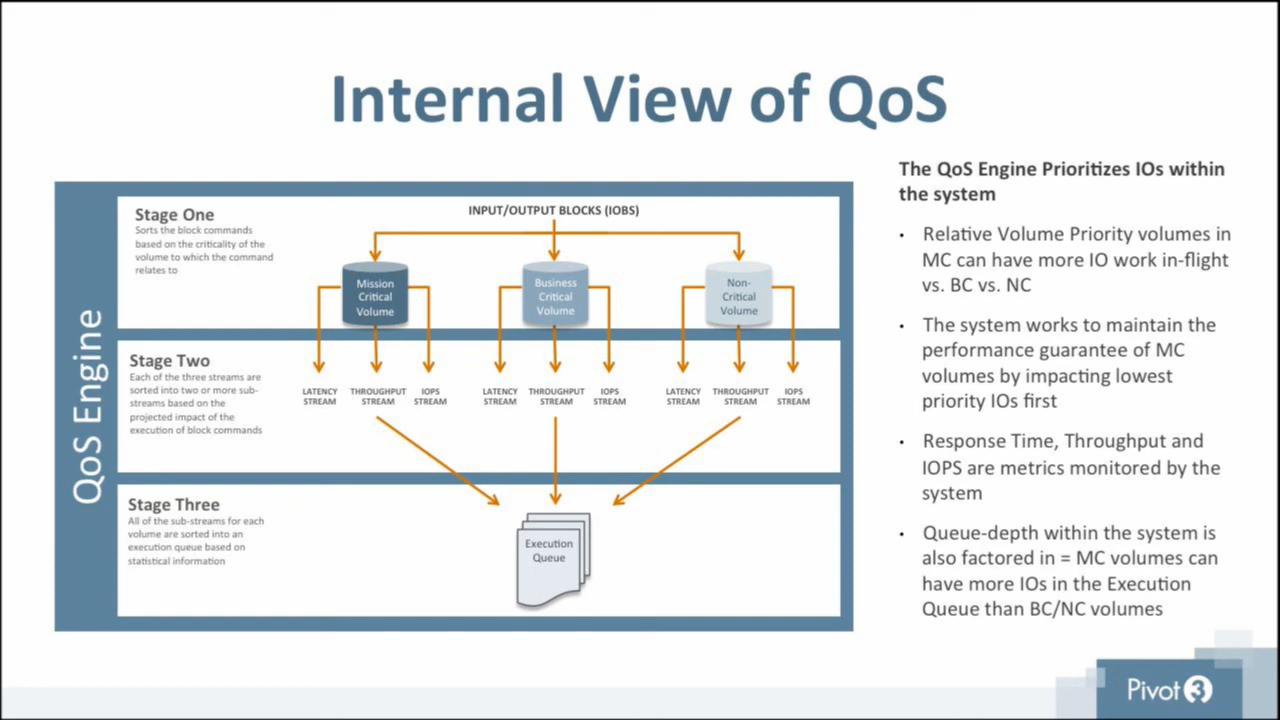 Internal View of QoS
QoS Engine
Stage One
Sorts the block commands
based on the criticality of the
volume to which the command
relates to
INPUT/OUTPUT BLOCKS (IOBS)
Mission
Critical
Volume
Business
Critical
Volume
Non-
Critical
Volume
Stage Two
Each of the three streams are
sorted into two or more sub-
streams based on the
projected impact of the
execution of block commands
LATENCY
STREAM
THROUGHPUT
STREAM
IOPS
STREAM
LATENCY
STREAM
THROUGHPUT
STREAM
IOPS
STREAM
LATENCY
STREAM
THROUGHPUT
STREAM
IOPS
STREAM
Stage Three
All of the sub-streams for each
volume are sorted into an
execution queue based on
statistical information
Execution
Queue
The QoS Engine Prioritizes IOs within
the system
• Relative Volume Priority volumes in
MC can have more IO work in-flight
vs. BC vs. NC
• The system works to maintain the
performance guarantee of MC
volumes by impacting lowest
priority IOs first
• Response Time, Throughput and
IOPS are metrics monitored by the
system
• Queue-depth within the system is
also factored in = MC volumes can
have more IOs in the Execution
Queue than BC/NC volumes
Pivot3